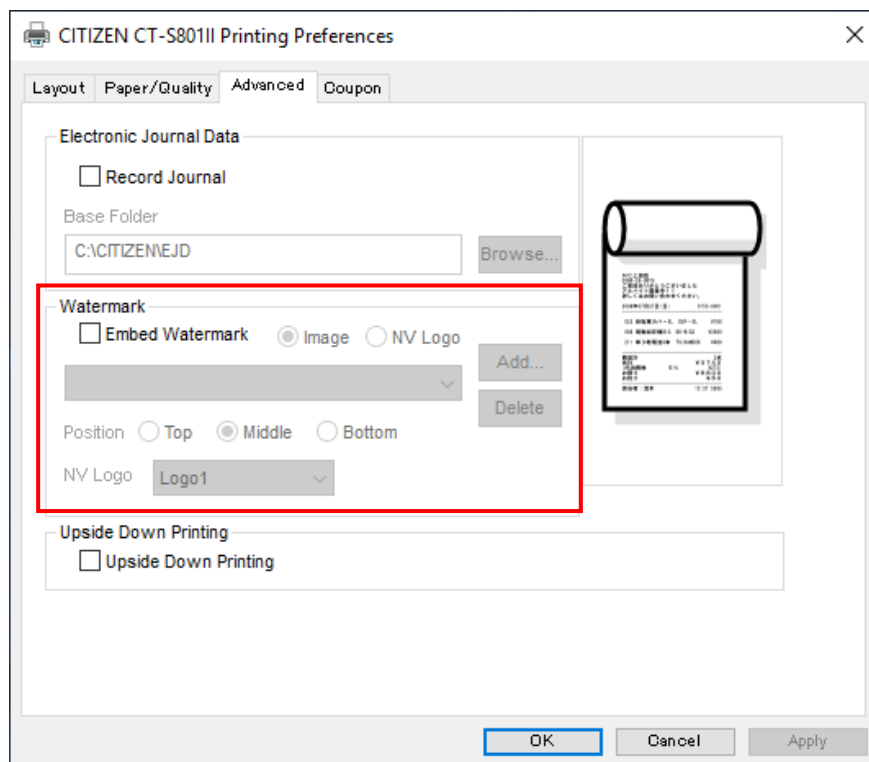 CITIZEN CT-S801II Printing Preferences
Layout Paper/Quality Advanced Coupon
Electronic Journal Data
Record Journal
Base Folder
C:\CITIZEN\EJD Browse...
Watermark
Embed Watermark Image NV Logo
Add...
Delete
Position Top Middle Bottom
NV Logo Logo1
Upside Down Printing
Upside Down Printing
OK Cancel Apply